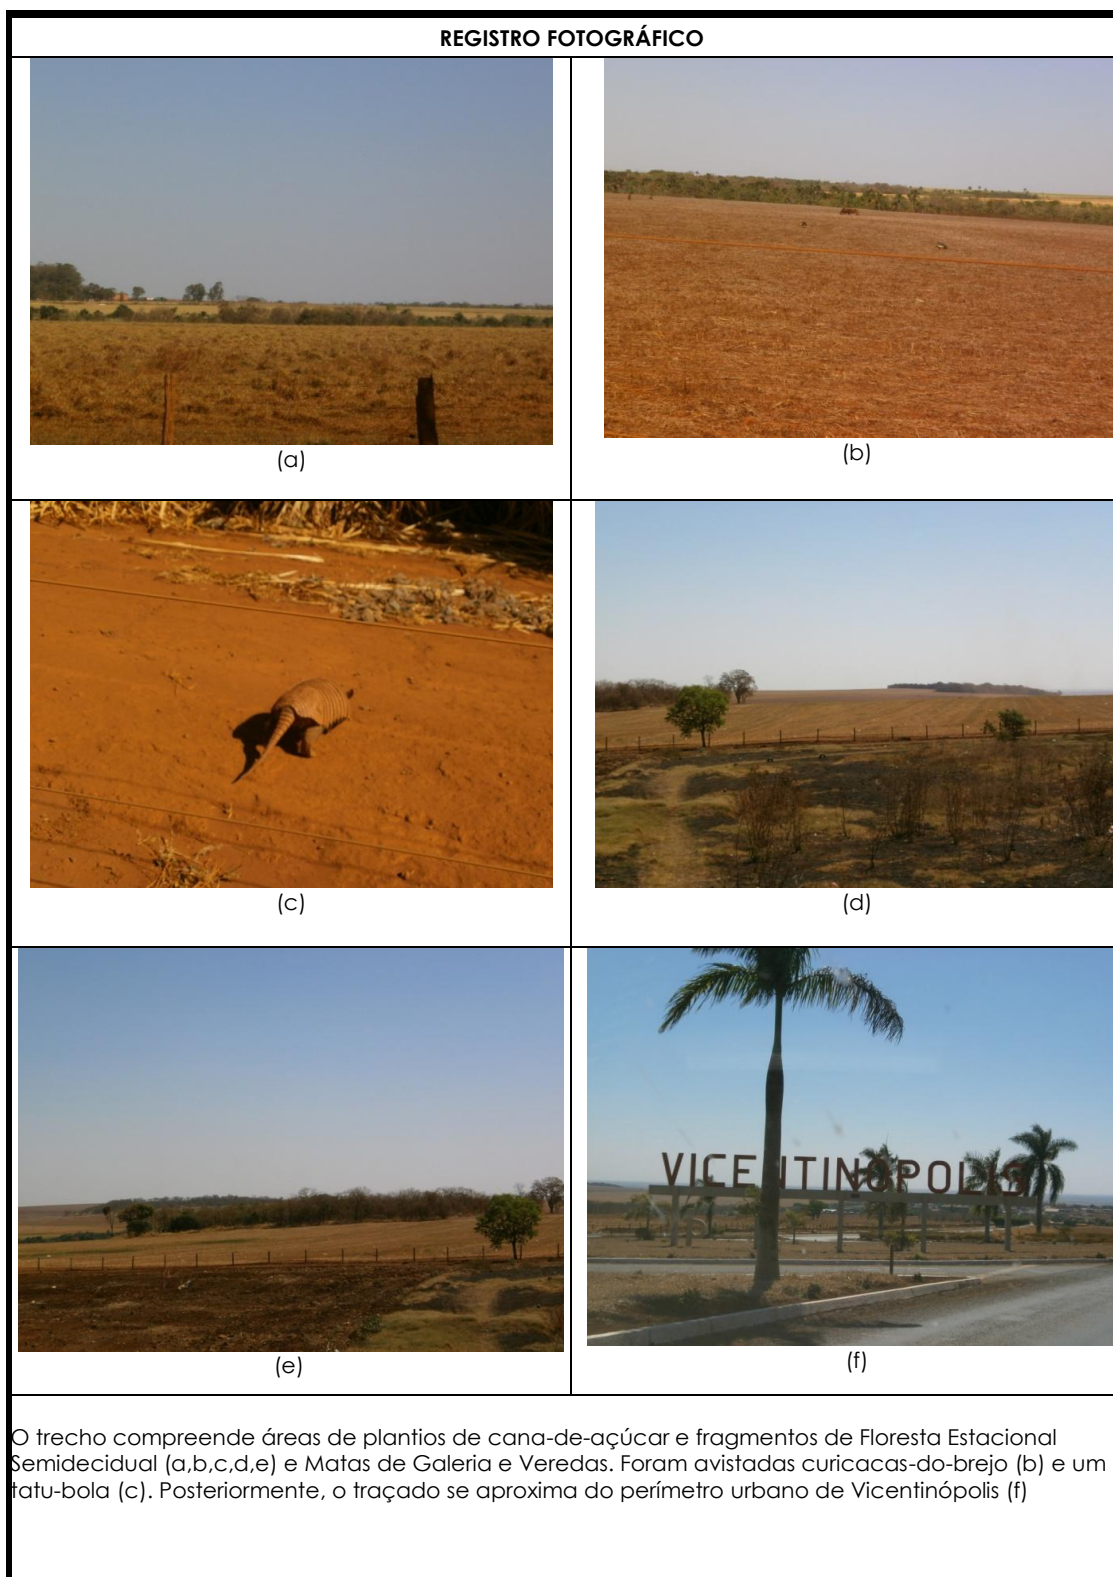 REGISTRO FOTOGRÁFICO
(a)
(b)
(c)
(d)
VICENTINÓPOLIS
(e)
(f)
O trecho compreende áreas de plantios de cana-de-açúcar e fragmentos de Floresta Estacional
Semidecidual (a,b,c,d,e) e Matas de Galeria e Veredas. Foram avistadas curicacas-do-brejo (b) e um
tatu-bola (c). Posteriormente, o traçado se aproxima do perímetro urbano de Vicentinópolis (f)